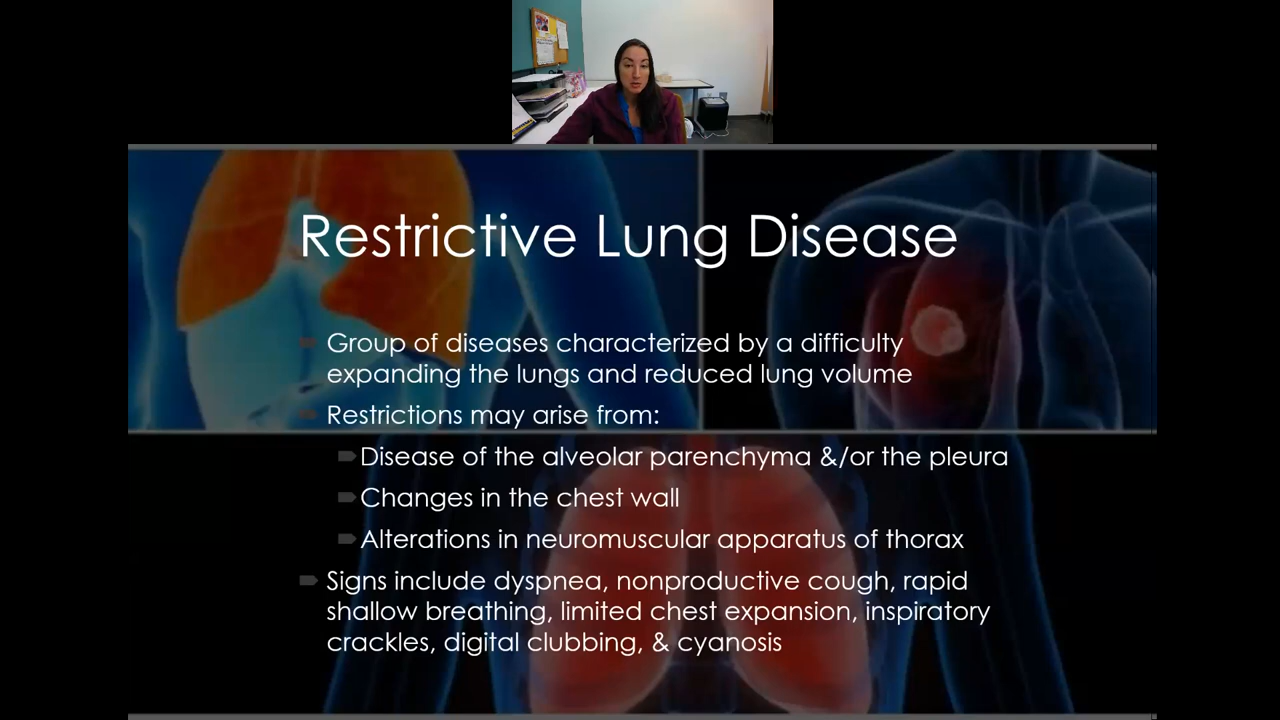 Restrictive Lung Disease
Group of diseases characterized by a difficulty
expanding the lungs and reduced lung volume
Restrictions may arise from:
Disease of the alveolar parenchyma &/or the pleura
Changes in the chest wall
Alterations in neuromuscular apparatus of thorax
Signs include dyspnea, nonproductive cough, rapid
shallow breathing, limited chest expansion, inspiratory
crackles, digital clubbing, & cyanosis